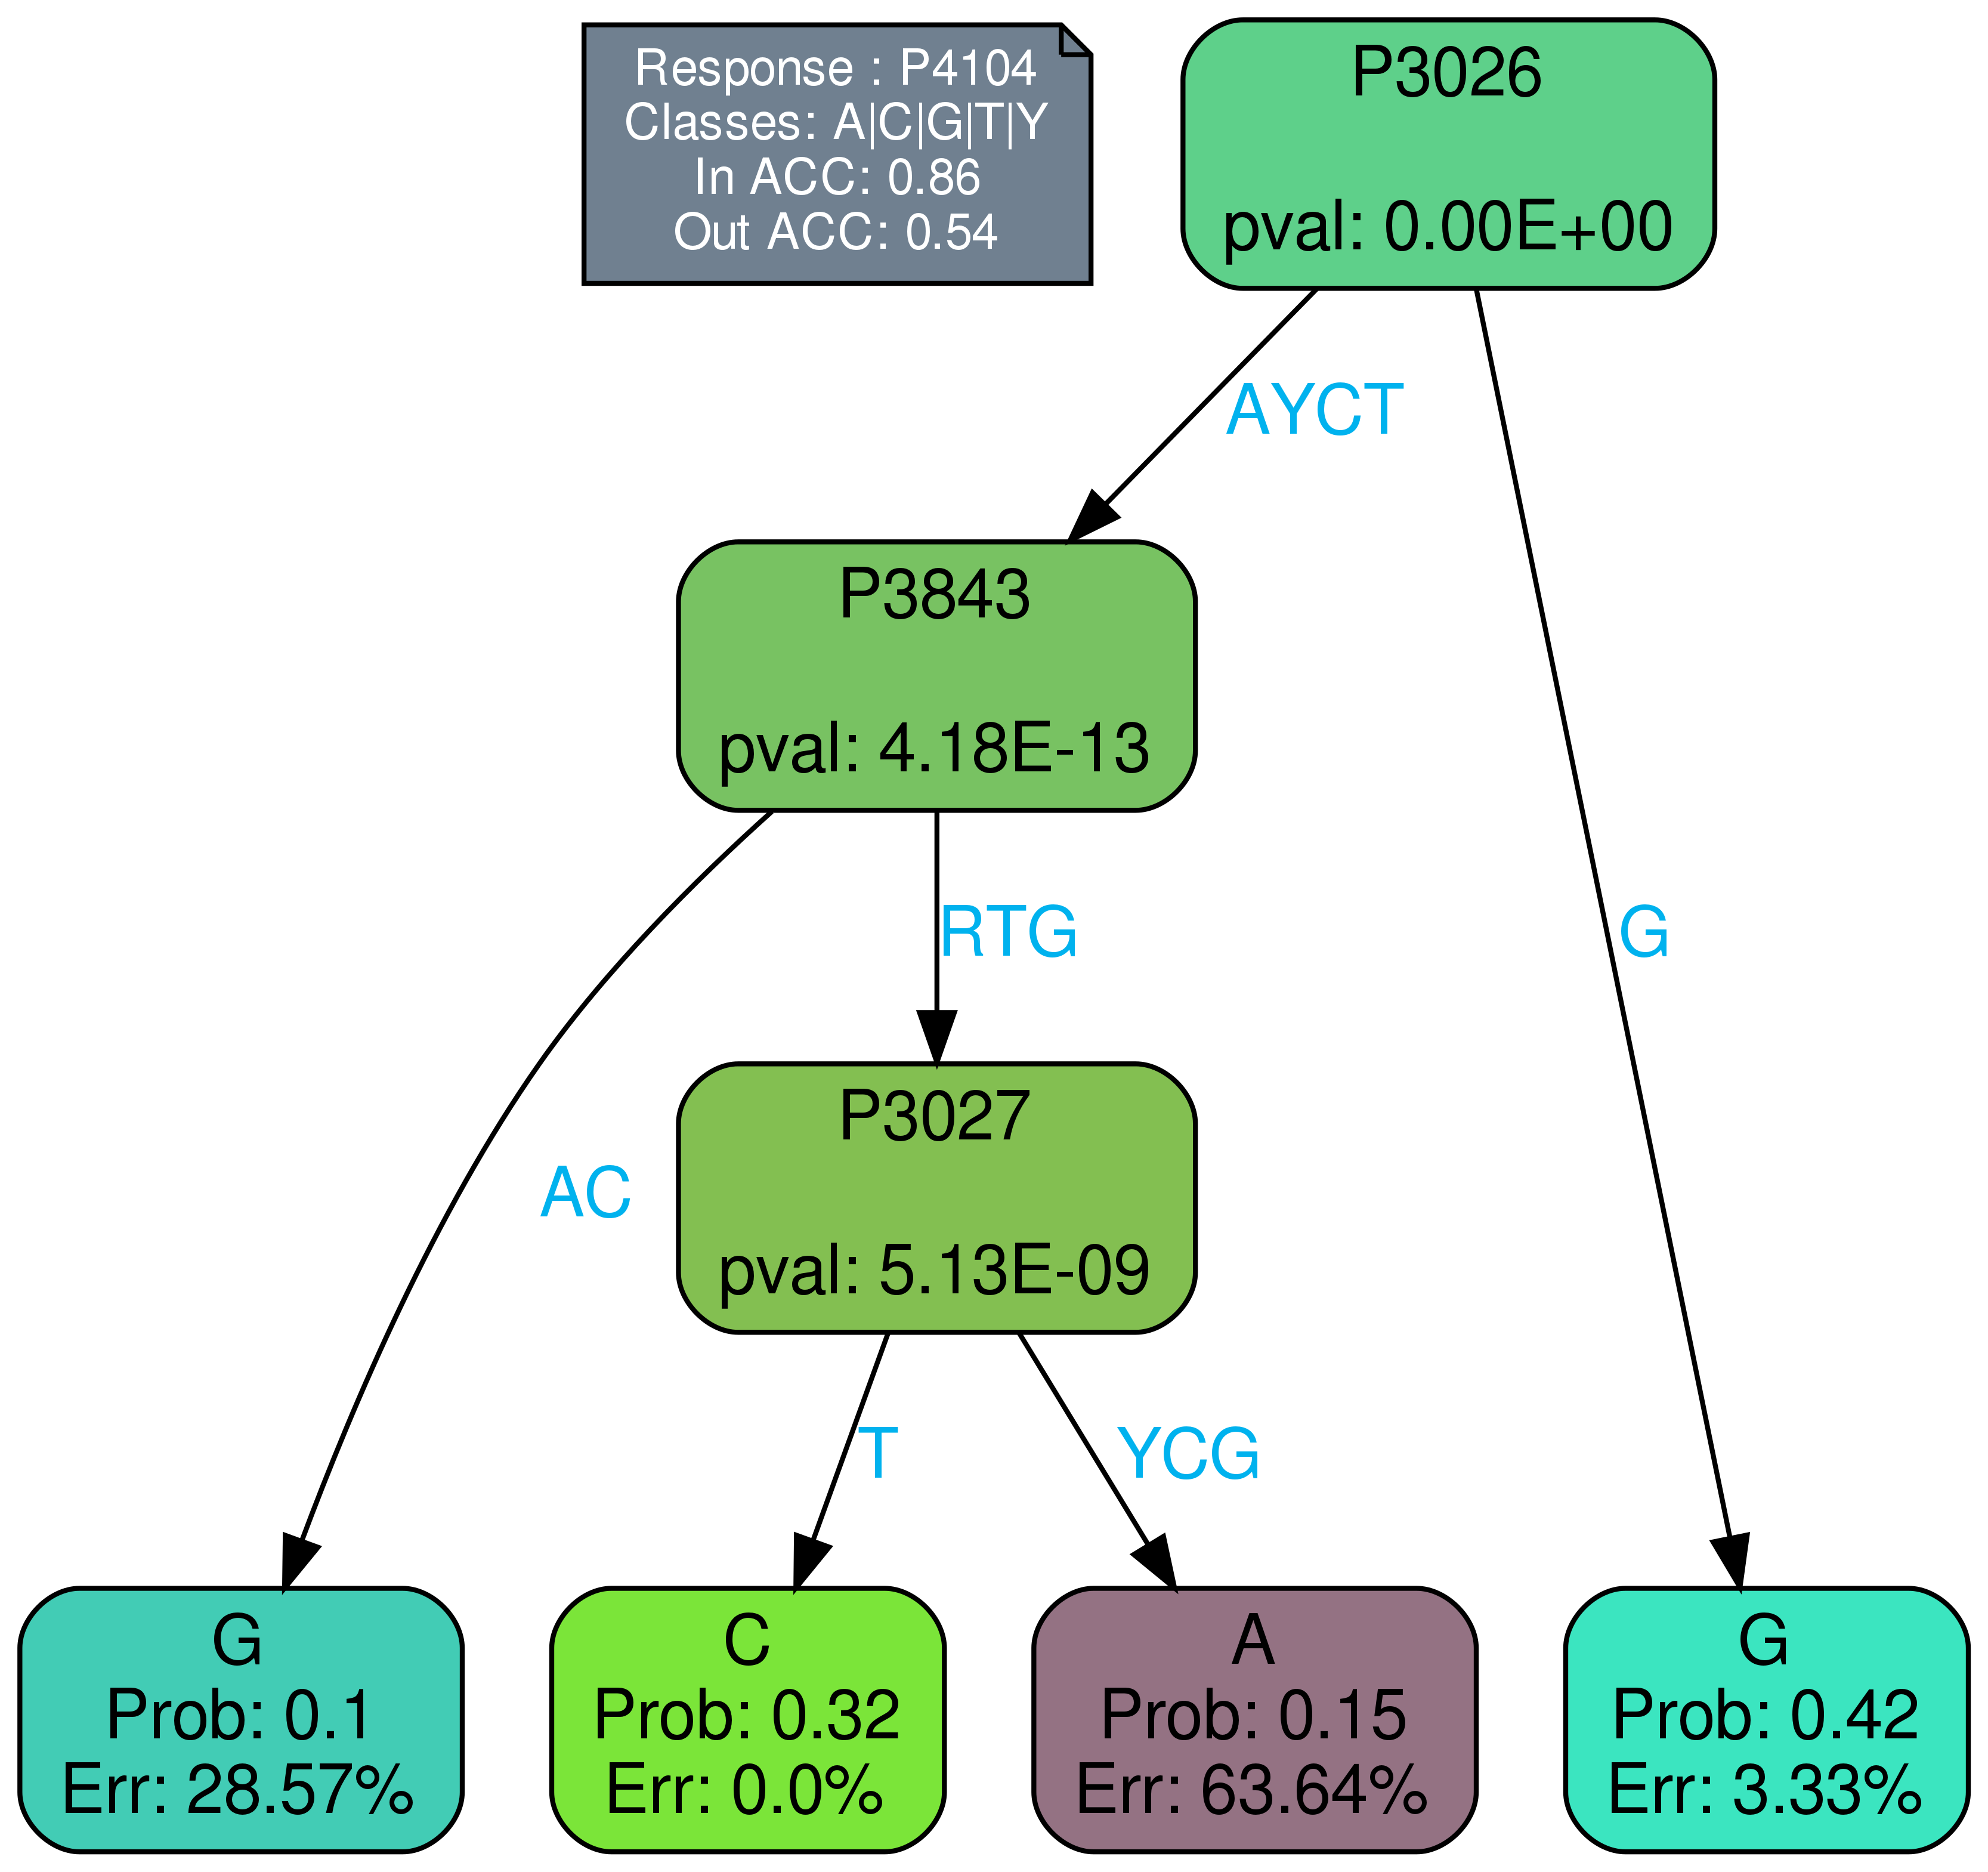 Response : P4104
Classes: A|C|G|T|Y
In ACC: 0.86
Out ACC: 0.54
P3026
pval: 0.00E+00
AYCT
P3843
pval: 4.18E-13
RTG
G
P3027
pval: 5.13E-09
AC
T
YCG
G
Prob: 0.1
Err: 28.57%
C
Prob: 0.32
Err: 0.0%
A
Prob: 0.15
Err: 63.64%
G
Prob: 0.42
Err: 3.33%